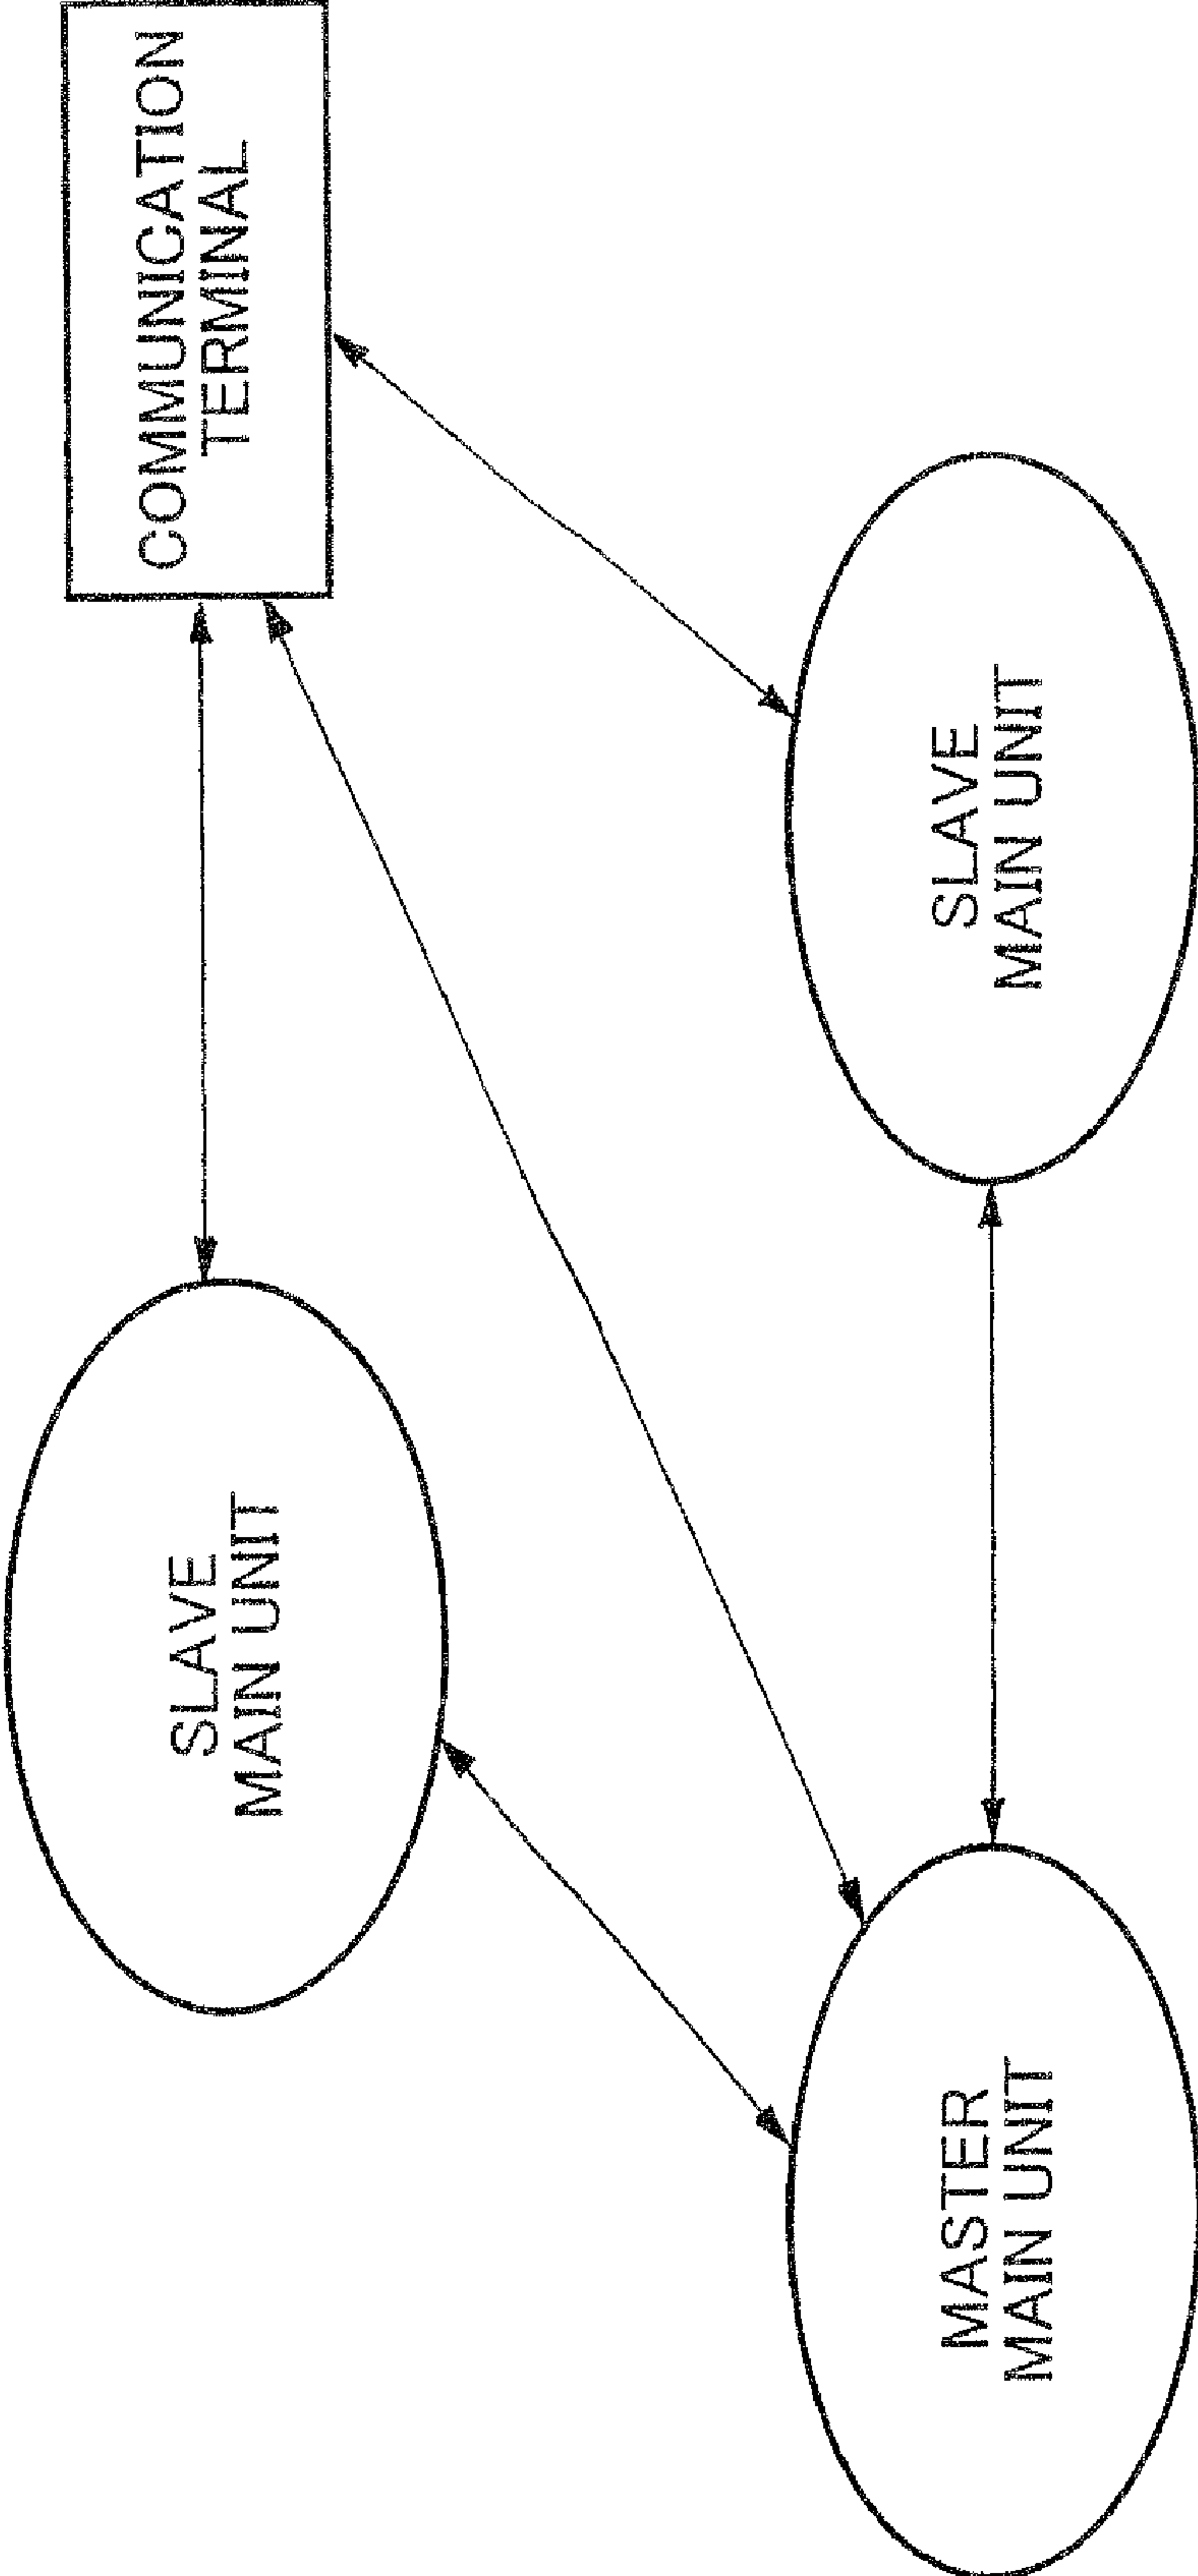 COMMUNICATION
TERMINAL
SLAVE
MAIN UNIT
SLAVE
MAIN UNIT
MASTER
MAIN UNIT